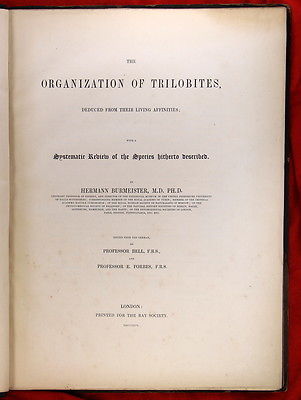 THE
ORGANIZATION OF TRILOBITES,
DEDUCED FROM THEIR LIVING AFFINITIES;
WITH A
Systematic Review of the Species hitherto described.
BY
HERMANN BURMEISTER, M.D. PH.D.
EDITED FROM THE GERMAN, BY
PROFESSOR BELL, F.R.S.,
AND
PROFESSOR E. FORBES, F.R.S.
LONDON:
PRINTED FOR THE RAY SOCIETY.